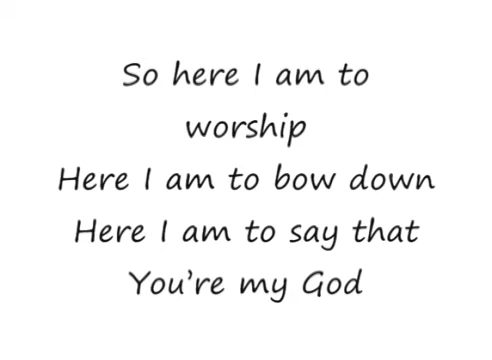 So here I am to
worship
Here I am to bow down
Here I am to say that
You’re my God